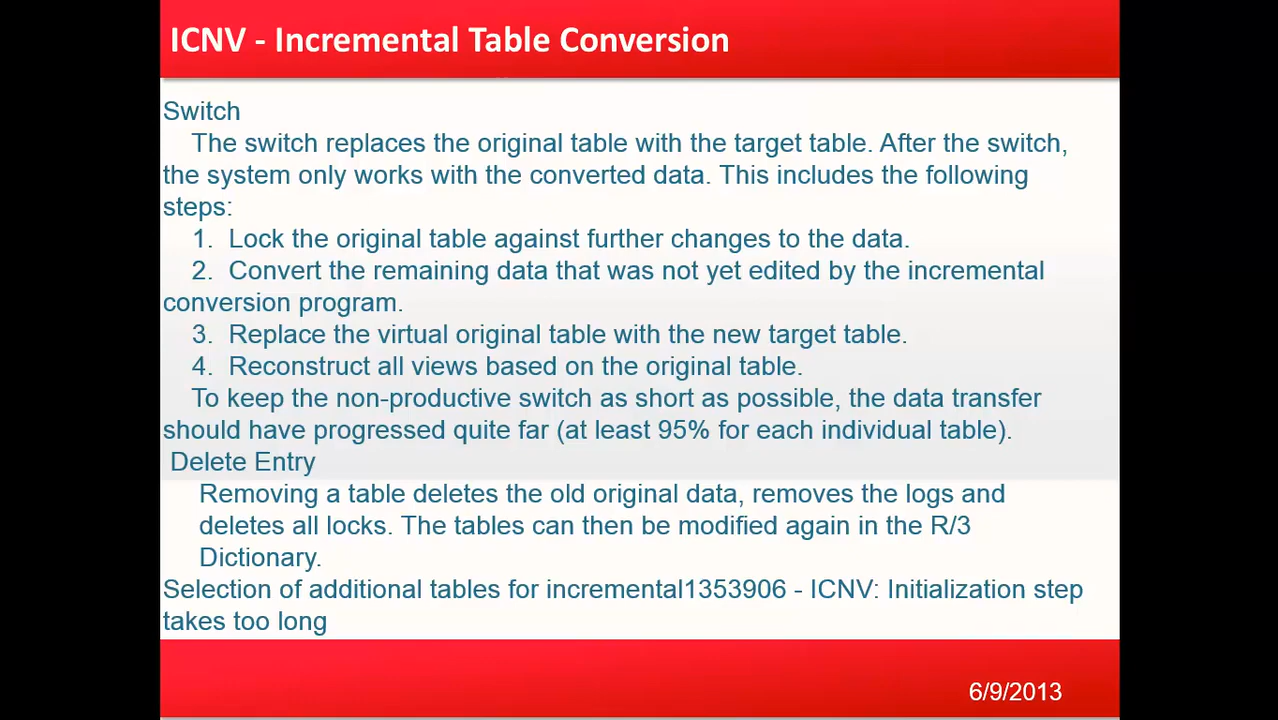 ICNV - Incremental Table Conversion
Switch
The switch replaces the original table with the target table. After the switch,
the system only works with the converted data. This includes the following
steps:
1. Lock the original table against further changes to the data.
2. Convert the remaining data that was not yet edited by the incremental
conversion program.
3. Replace the virtual original table with the new target table.
4. Reconstruct all views based on the original table.
To keep the non-productive switch as short as possible, the data transfer
should have progressed quite far (at least 95% for each individual table).
Delete Entry
Removing a table deletes the old original data, removes the logs and
deletes all locks. The tables can then be modified again in the R/3
Dictionary.
Selection of additional tables for incremental1353906 - ICNV: Initialization step
takes too long
6/9/2013